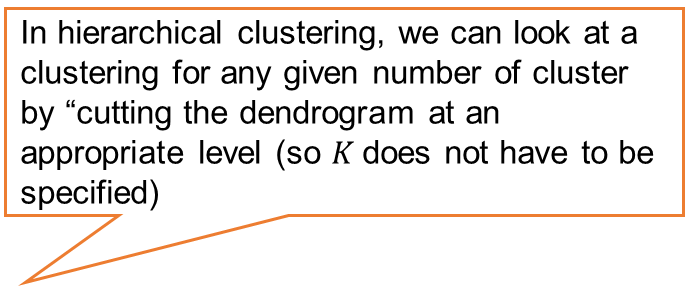 In hierarchical clustering, we can look at a
clustering for any given number of cluster
by “cutting the dendrogram at an
appropriate level (so K does not have to be
specified)